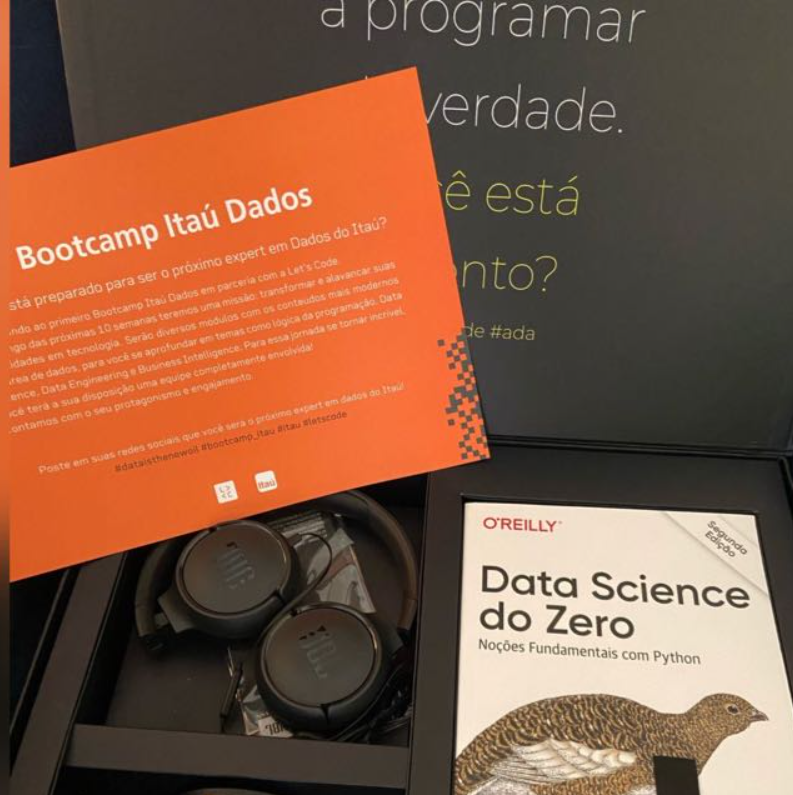 a programar
verdade.
ê está
nto?
de #ada
Bootcamp Itaú Dados
stá preparado para ser o próximo expert em Dados do Itaú?
ndo ao primeiro Bootcamp Itaú Dados em parceria com a Let's Code.
ngo das próximas 10 semanas teremos uma missão: transformar e alavancar suas
idades em tecnologia. Serão diversos módulos com os conteúdos mais modernos
área de dados, para você se aprofundar em temas como lógica da programação, Data
ence, Data Engineering e Business Intelligence. Para essa jornada se tornar incrível,
cê terá a sua disposição uma equipe completamente envolvida!
ontamos com o seu protagonismo e engajamento.
Poste em suas redes sociais que você será o próximo expert em dados do Itaú!
#dataisthenewoil #bootcamp_itau #itau #letscode
Itaú
JBL
JBL
O'REILLY
Segunda
Edição
Data Science
do Zero
Noções Fundamentais com Python